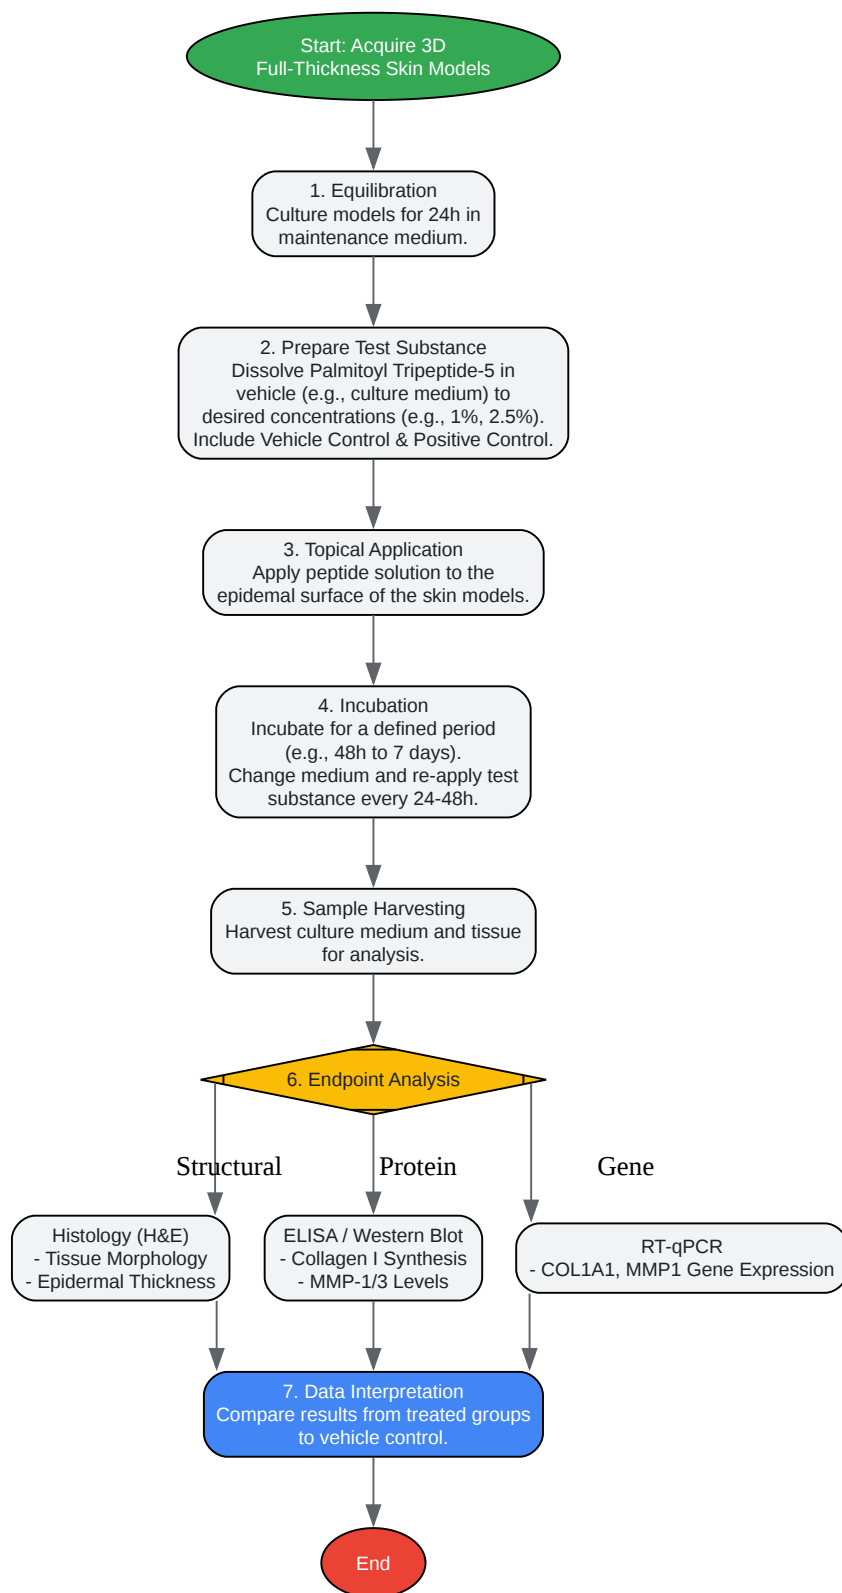 Start: Acquire 3D
Full-Thickness Skin Models
1. Equilibration
Culture models for 24h in
maintenance medium.
2. Prepare Test Substance
Dissolve Palmitoyl Tripeptide-5 in
vehicle (e.g., culture medium) to
desired concentrations (e.g., 1%, 2.5%).
Include Vehicle Control & Positive Control.
3. Topical Application
Apply peptide solution to the
epidemal surface of the skin models.
4. Incubation
Incubate for a defined period
(e.g., 48h to 7 days).
Change medium and re-apply test
substance every 24-48h.
5. Sample Harvesting
Harvest culture medium and tissue
for analysis.
6. Endpoint Analysis
Structural
Protein
Gene
Histology (H&E)
- Tissue Morphology
- Epidermal Thickness
ELISA / Western Blot
- Collagen I Synthesis
- MMP-1/3 Levels
RT-qPCR
- COL1A1, MMP1 Gene Expression
7. Data Interpretation
Compare results from treated groups
to vehicle control.
End